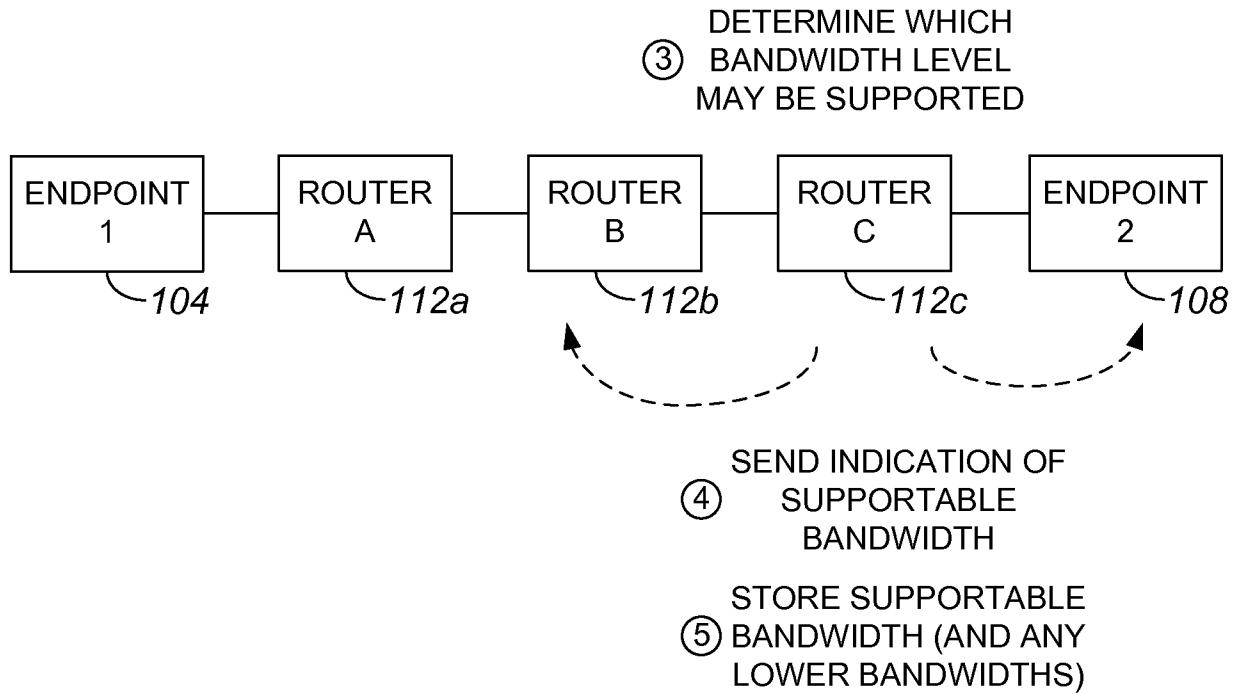 ③ DETERMINE WHICH
BANDWIDTH LEVEL
MAY BE SUPPORTED
ENDPOINT
1
ROUTER
A
ROUTER
B
ROUTER
C
ENDPOINT
2
104
112a
112b
112c
108
④ SEND INDICATION OF
SUPPORTABLE
BANDWIDTH
⑤ STORE SUPPORTABLE
BANDWIDTH (AND ANY
LOWER BANDWIDTHS)